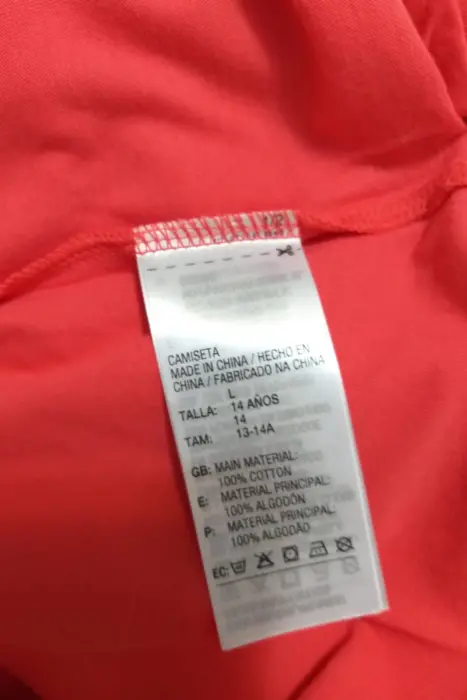 CAMISETA
MADE IN CHINA / HECHO EN
CHINA / FABRICADO NA CHINA
L
TALLA: 14 AÑOS
14
TAM: 13-14A
GB: MAIN MATERIAL:
100% COTTON
E: MATERIAL PRINCIPAL:
100% ALGODÓN
P: MATERIAL PRINCIPAL:
100% ALGODÃO
EC: